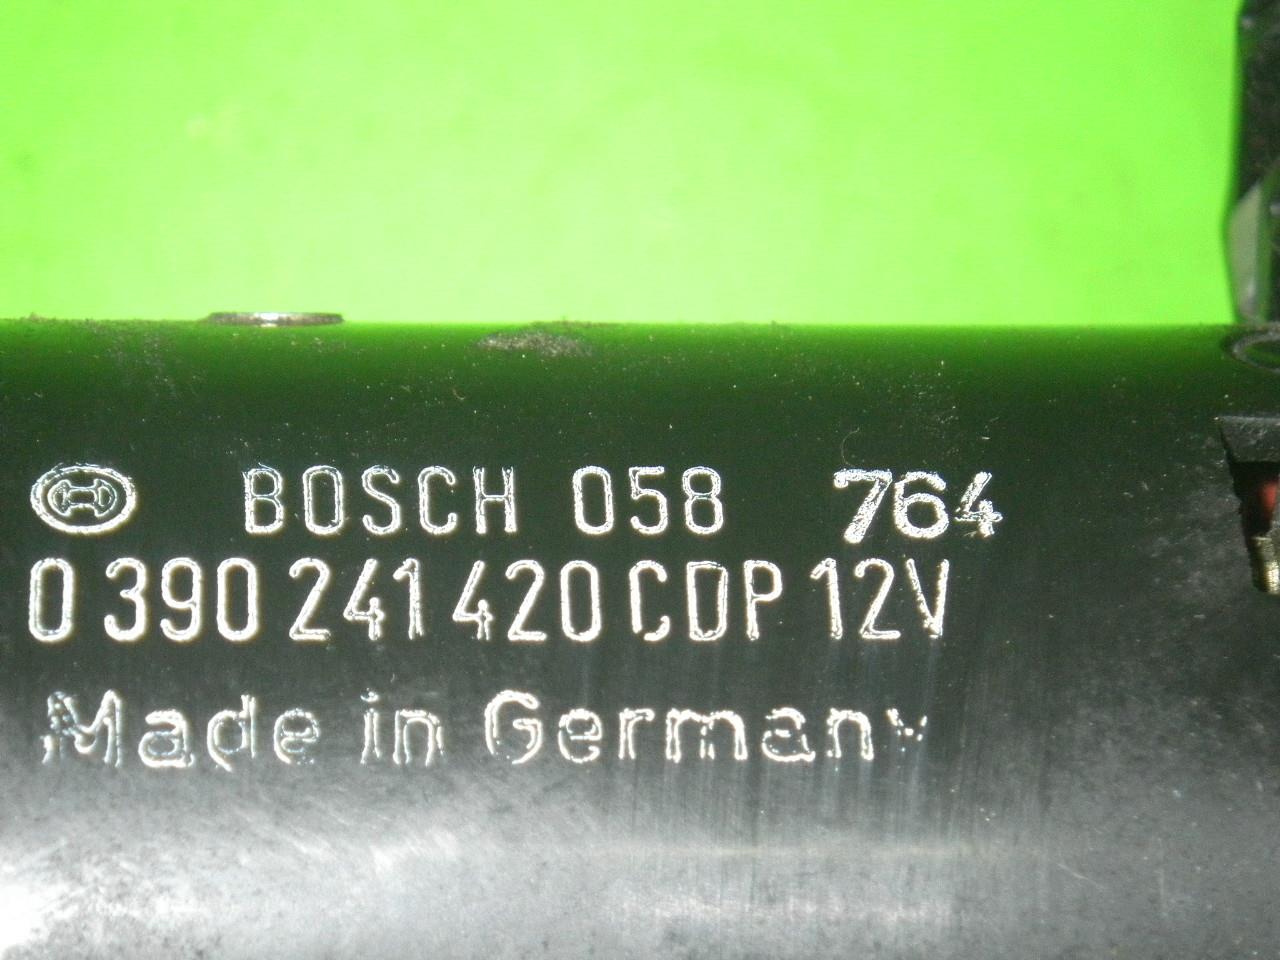 BOSCH 058 764
0 390 241 420 CDP 12V
Made in Germany